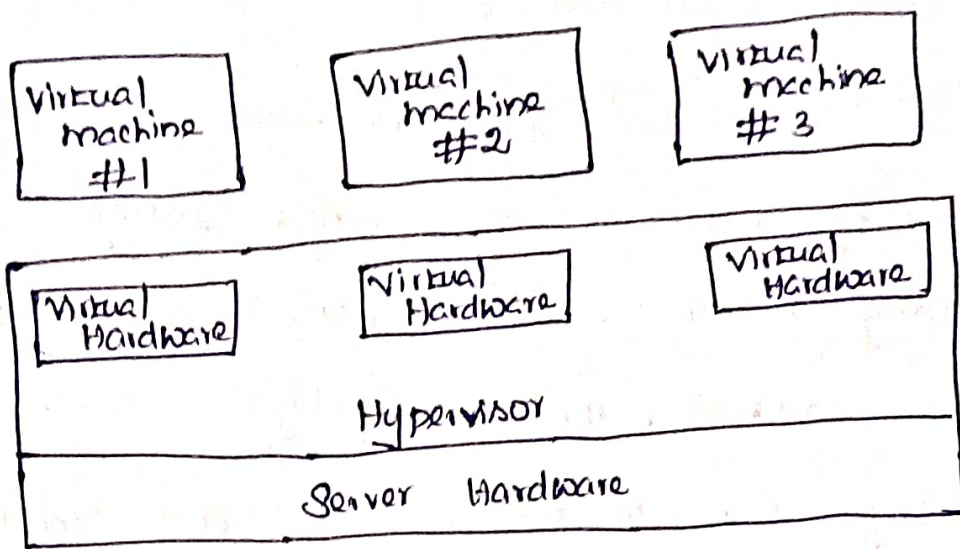 Virtual
machine
#1
Virtual
machine
#2
Virtual
machine
#3
Virtual
Hardware
Virtual
Hardware
Virtual
Hardware
Hypervisor
Server Hardware